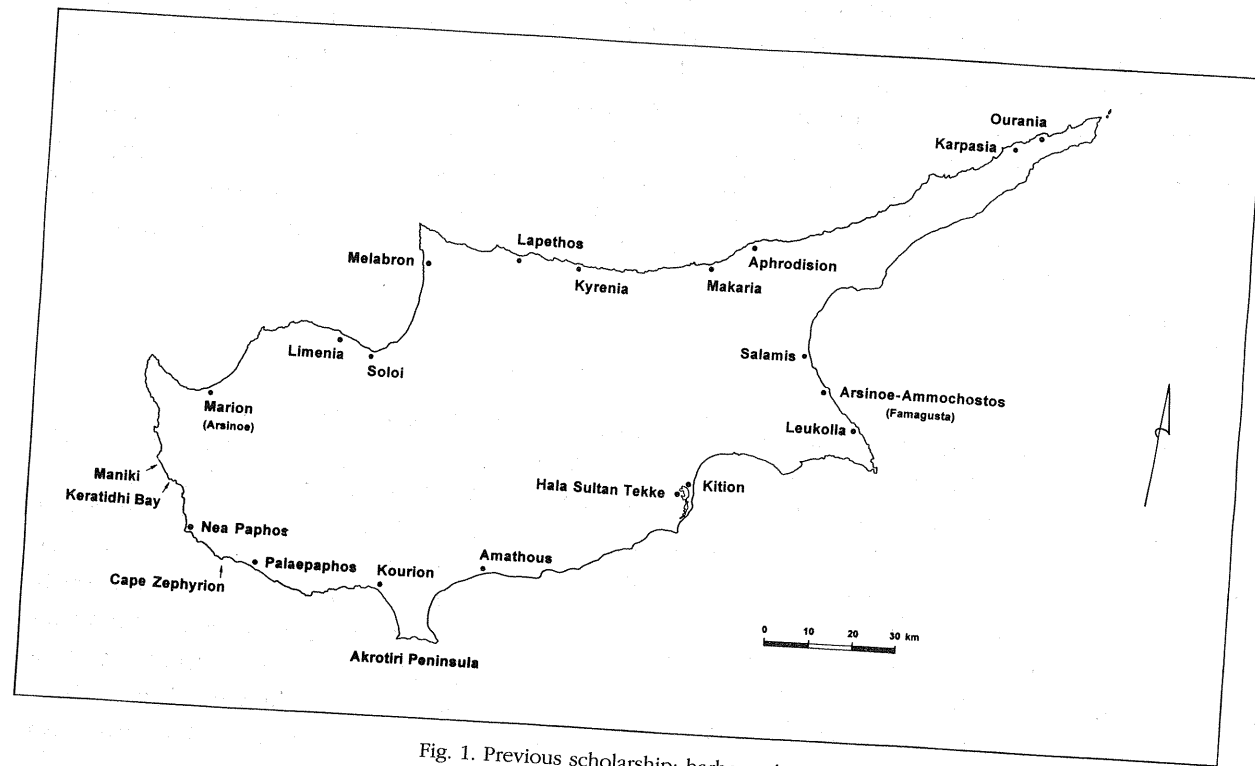 Ourania
Karpasia
Lapethos
Melabron
Aphrodision
Kyrenia
Makaria
Limenia
Soloi
Salamis
Marion
(Arsinoe)
Arsinoe-Ammochostos
(Famagusta)
Leukolla
Maniki
Keratidhi Bay
Hala Sultan Tekke
Kition
Nea Paphos
Palaepaphos
Cape Zephyrion
Kourion
Amathous
Akrotiri Peninsula
0 10 20 30 km
Fig. 1. Previous scholarship: